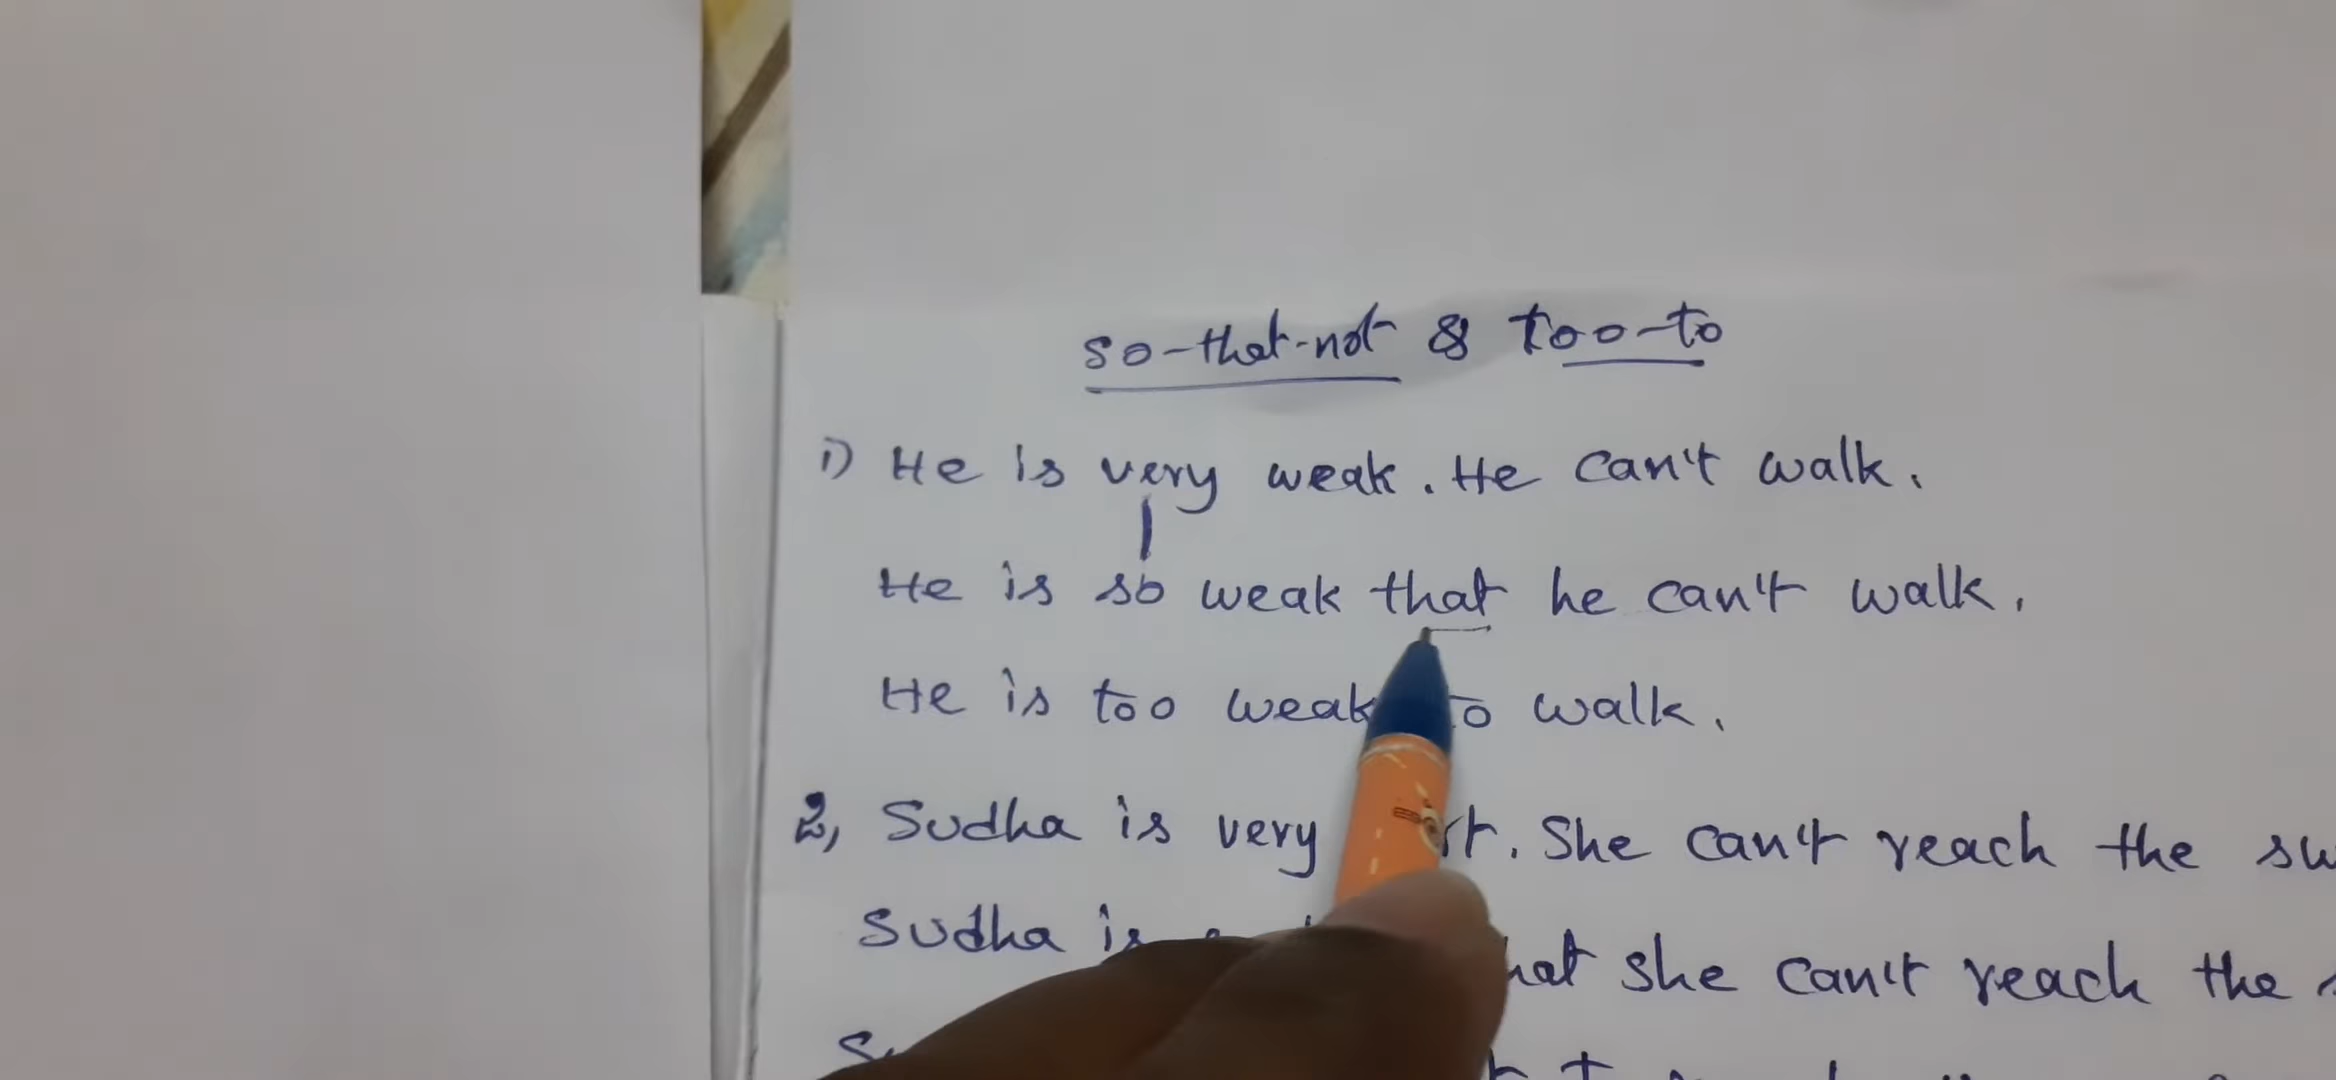 so-that-not & too-to
1) He is very weak. He can't walk.
He is so weak that he can't walk.
He is too weak to walk.
2, Sudha is very. She can't reach the
Sudha is that she can't reach the